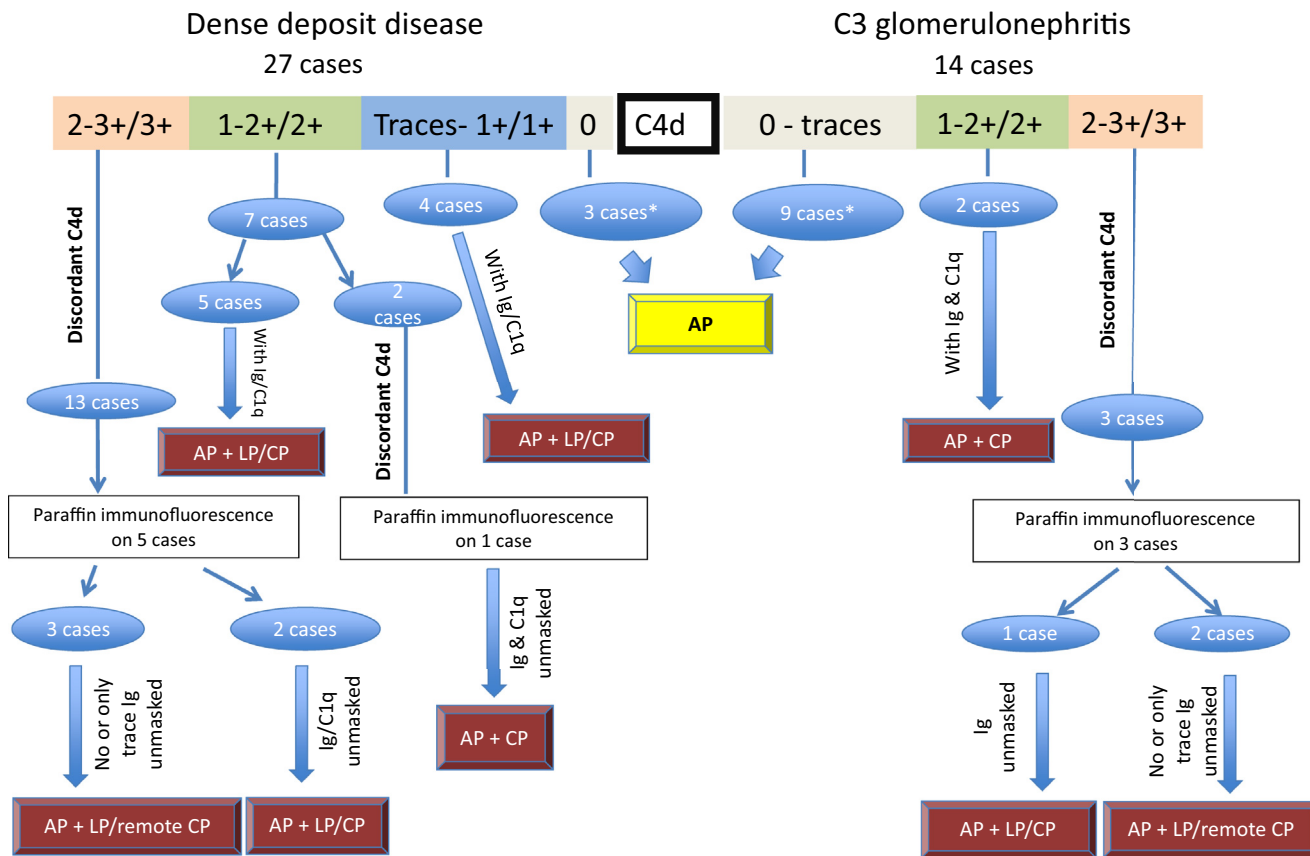 Dense deposit disease
27 cases
C3 glomerulonephritis
14 cases
2-3+/3+
1-2+/2+
Traces- 1+/1+
0
C4d
0 - traces
1-2+/2+
2-3+/3+
Discordant C4d
7 cases
4 cases
3 cases*
9 cases*
2 cases
Discordant C4d
5 cases
2
cases
With Ig/C1q
With Ig/C1q
AP
With Ig & C1q
13 cases
Discordant C4d
3 cases
AP + LP/CP
AP + LP/CP
AP + CP
Paraffin immunofluorescence
on 5 cases
Paraffin immunofluorescence
on 1 case
Paraffin immunofluorescence
on 3 cases
3 cases
2 cases
Ig & C1q
unmasked
1 case
2 cases
No or only
trace Ig
unmasked
Ig/C1q
unmasked
AP + CP
Ig
unmasked
No or only
trace Ig
unmasked
AP + LP/remote CP
AP + LP/CP
AP + LP/CP
AP + LP/remote CP